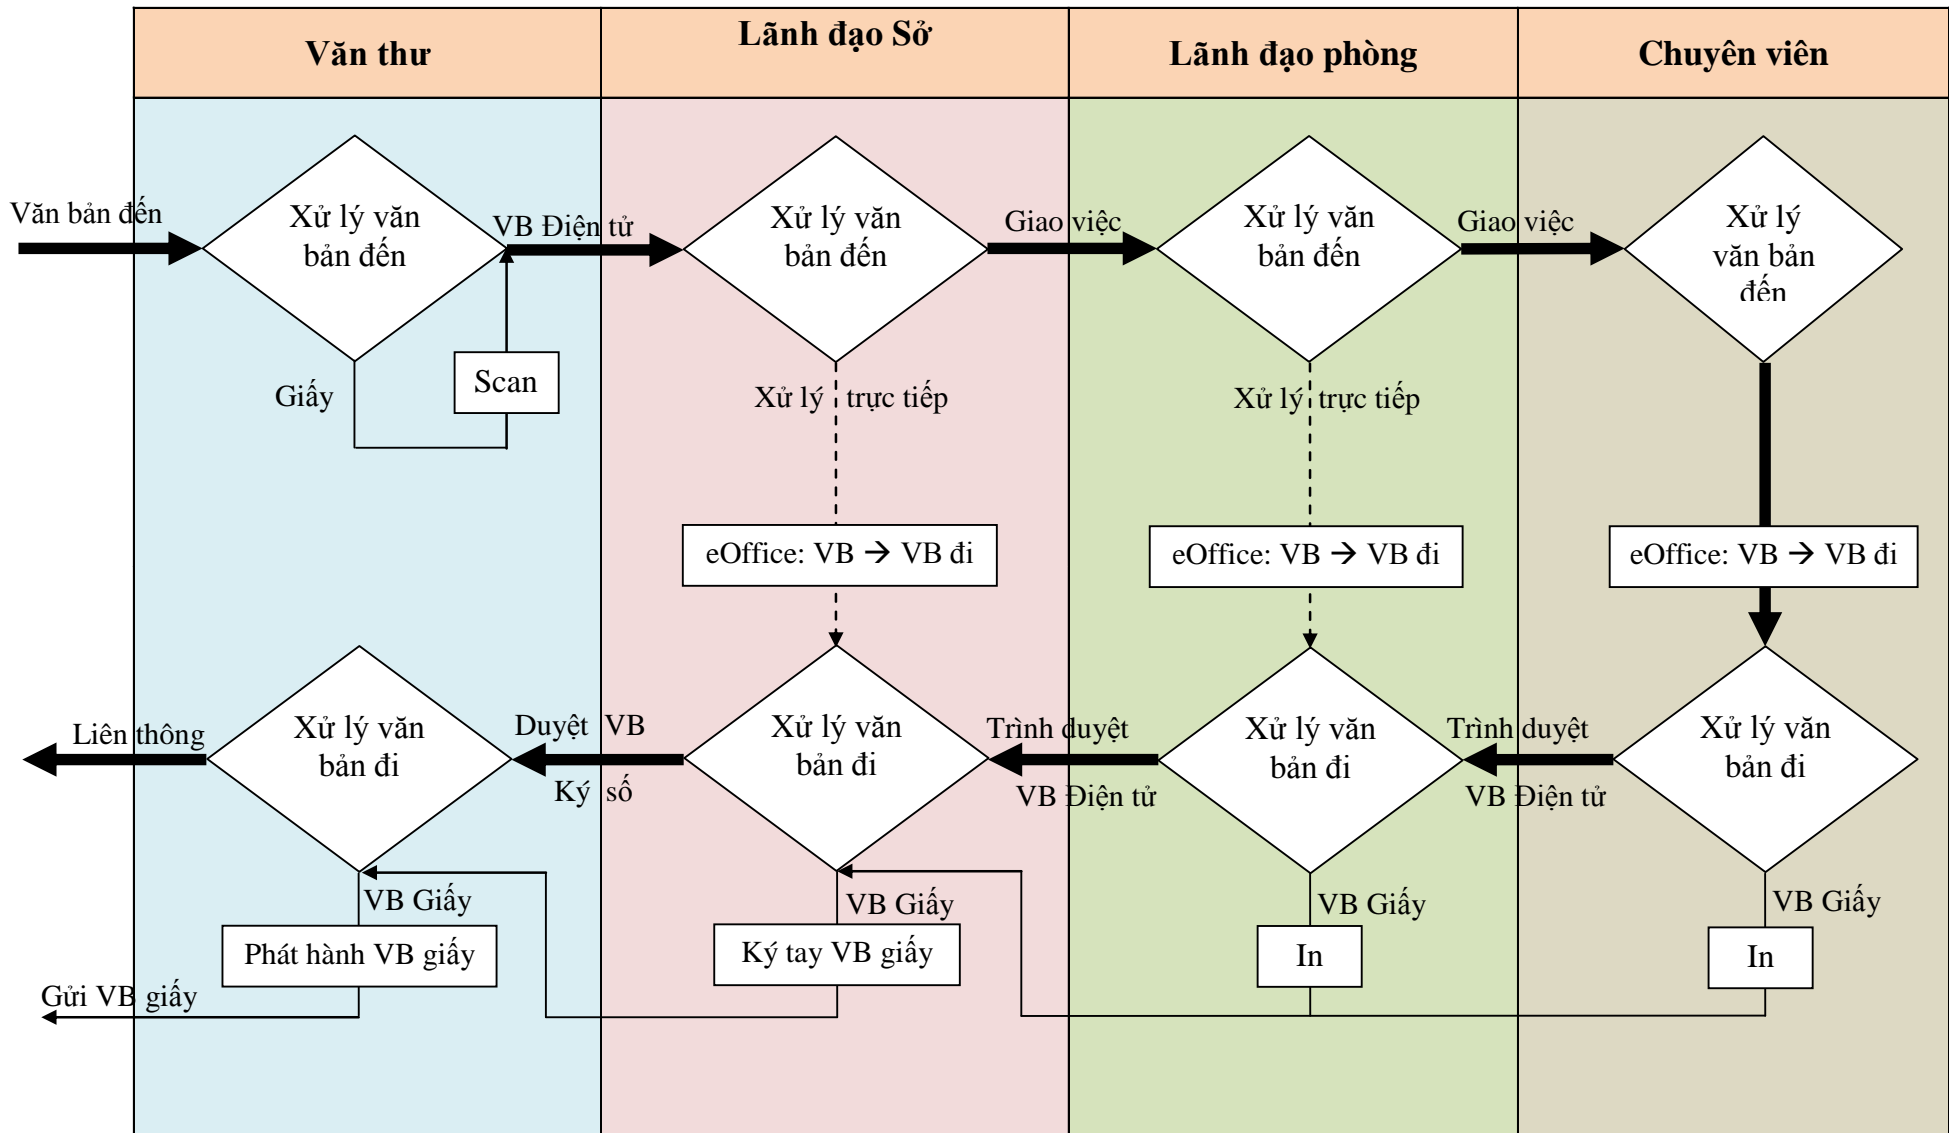 Văn thư
Lãnh đạo Sở
Lãnh đạo phòng
Chuyên viên
Văn bản đến
Xử lý văn
bản đến
VB Điện tử
Xử lý văn
bản đến
Giao việc
Xử lý văn
bản đến
Giao việc
Xử lý
văn bản
đến
Giấy
Scan
Xử lý trực tiếp
Xử lý trực tiếp
eOffice: VB → VB đi
eOffice: VB → VB đi
eOffice: VB → VB đi
Liên thông
Xử lý văn
bản đi
Duyệt VB
Ký số
Xử lý văn
bản đi
Trình duyệt
VB Điện tử
Xử lý văn
bản đi
Trình duyệt
VB Điện tử
Xử lý văn
bản đi
VB Giấy
VB Giấy
VB Giấy
VB Giấy
Phát hành VB giấy
Ký tay VB giấy
In
In
Gửi VB giấy